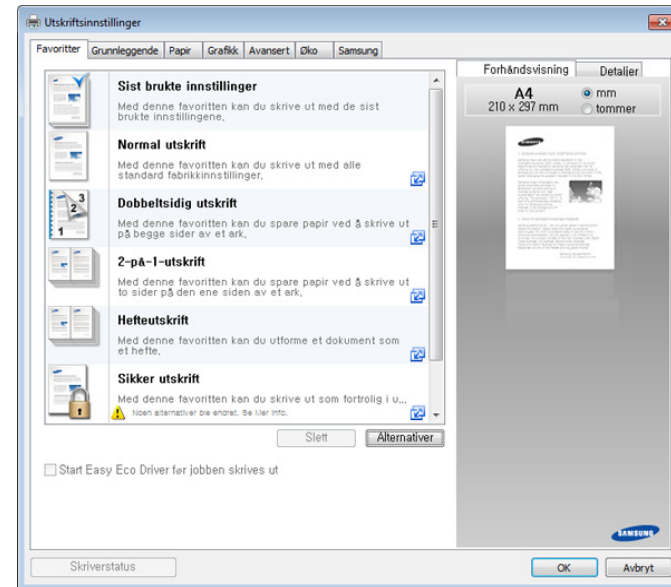 Utskriftsinnstillinger
Favoritter Grunnleggende Papir Grafikk Avansert Øko Samsung
Sist brukte innstillinger
Med denne favoritten kan du skrive ut med de sist
brukte innstillingene.
Normal utskrift
Med denne favoritten kan du skrive ut med alle
standard fabrikkinnstillinger.
Dobbeltsidig utskrift
Med denne favoritten kan du spare papir ved å skrive ut
på begge sider av et ark.
2-på-1-utskrift
Med denne favoritten kan du spare papir ved å skrive ut
to sider på den ene siden av et ark.
Hefteutskrift
Med denne favoritten kan du utforme et dokument som
et hefte.
Sikker utskrift
Med denne favoritten kan du skrive ut som fortrolig i u...
Noen alternativer ble endret. Se Mer info.
Slett Alternativer
Start Easy Eco Driver før jobben skrives ut
Forhåndsvisning Detaljer
A4
210 x 297 mm
mm
tommer
SAMSUNG
Skriverstatus
OK Avbryt